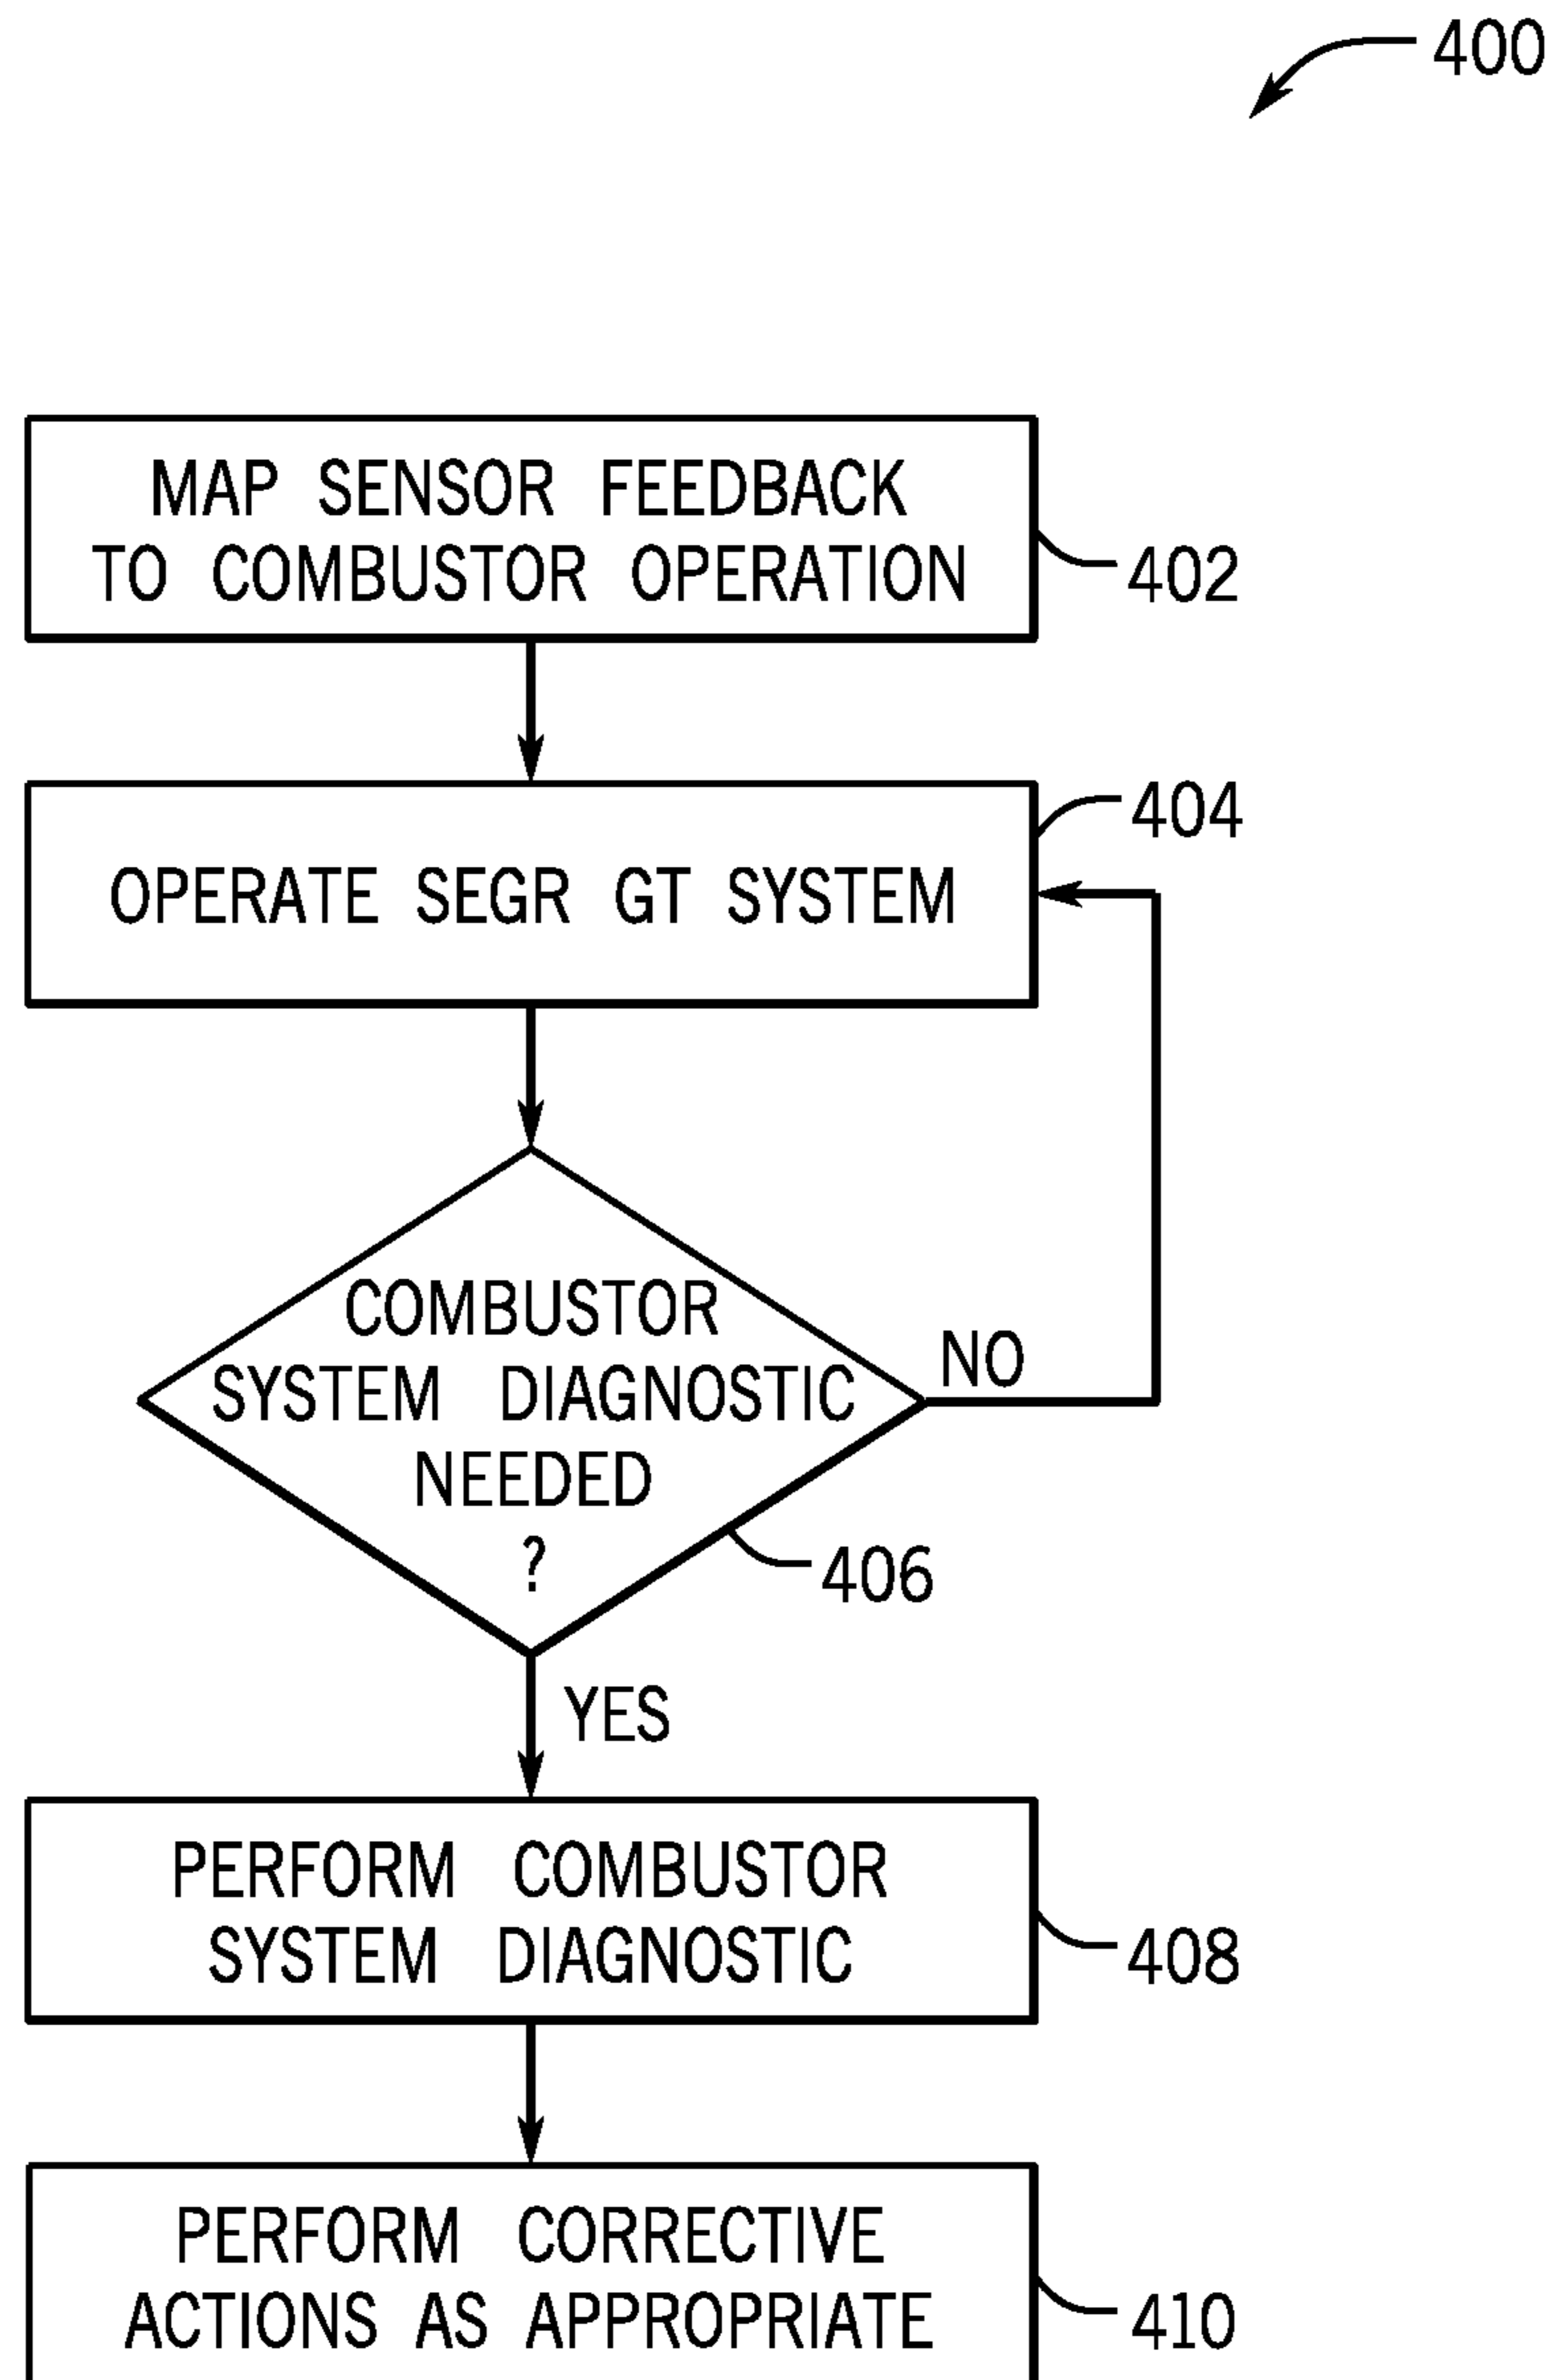 400
MAP SENSOR FEEDBACK
TO COMBUSTOR OPERATION
402
OPERATE SEGR GT SYSTEM
404
COMBUSTOR
SYSTEM DIAGNOSTIC
NEEDED
?
NO
406
YES
PERFORM COMBUSTOR
SYSTEM DIAGNOSTIC
408
PERFORM CORRECTIVE
ACTIONS AS APPROPRIATE
410